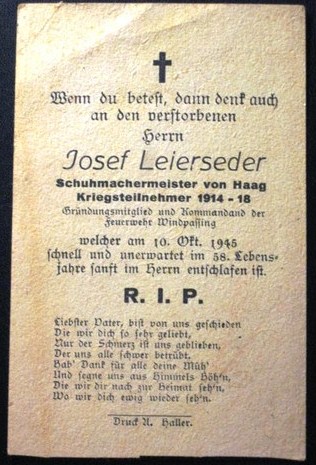 Wenn du betest, dann denk auch
an den verstorbenen
Herrn
Josef Leierseder
Schuhmachermeister von Haag
Kriegsteilnehmer 1914 - 18
Gründungsmitglied und Kommandand der
Feuerwehr Windpassing
welcher am 10. Okt. 1945
schnell und unerwartet im 58. Lebens-
jahre sanft im Herrn entschlafen ist.
R. I. P.
Liebster Vater, bist von uns geschieden
Die wir dich so sehr geliebt,
Nur der Schmerz ist uns geblieben,
Der uns alle schwer betrübt.
Hab' Dank für alle deine Müh'
Und segne uns aus Himmels Höh'n,
Die wir dir nach zur Heimat seh'n.
Wo wir dich ewig wieder seh'n.
Druck A. Haller.